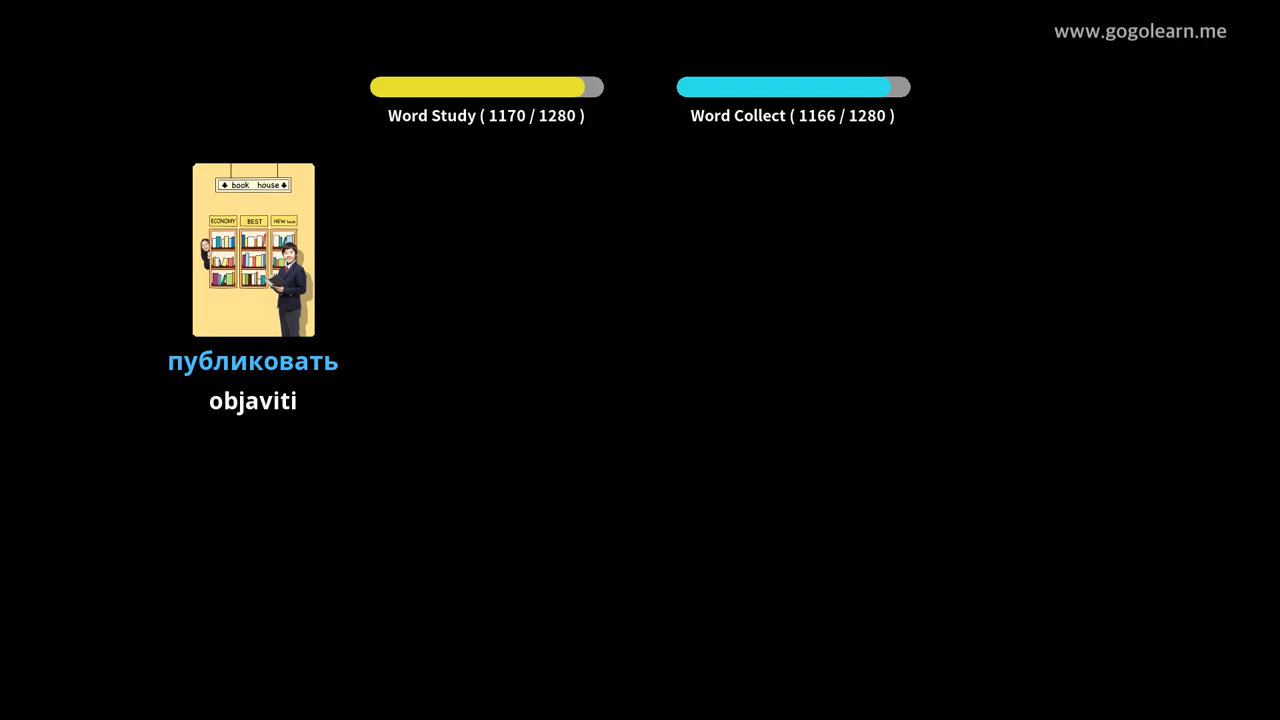 www.gogolearn.me
Word Study ( 1170 / 1280 )
Word Collect ( 1166 / 1280 )
♠ book house ♠
ECONOMY BEST NEW book
публиковать
objaviti